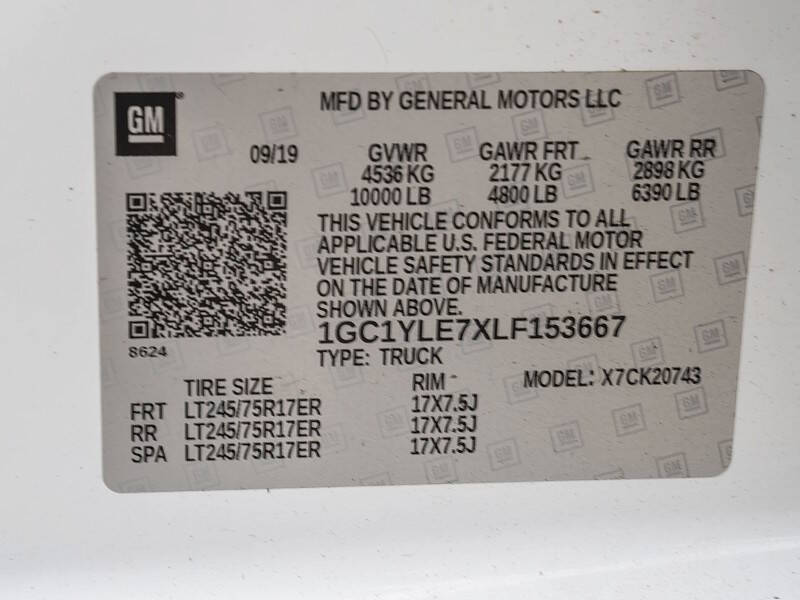 GM
MFD BY GENERAL MOTORS LLC
09/19 GVWR GAWR FRT GAWR RR
4536 KG 2177 KG 2898 KG
10000 LB 4800 LB 6390 LB
THIS VEHICLE CONFORMS TO ALL
APPLICABLE U.S. FEDERAL MOTOR
VEHICLE SAFETY STANDARDS IN EFFECT
ON THE DATE OF MANUFACTURE
SHOWN ABOVE.
1GC1YLE7XLF153667
8624
TYPE: TRUCK
TIRE SIZE RIM MODEL: X7CK20743
FRT LT245/75R17ER 17X7.5J
RR LT245/75R17ER 17X7.5J
SPA LT245/75R17ER 17X7.5J